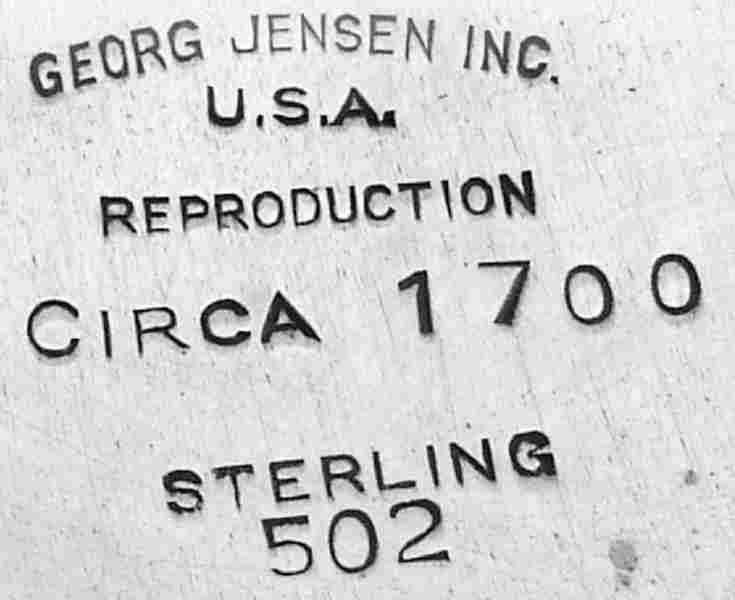 GEORG JENSEN INC.
U.S.A.
REPRODUCTION
CIRCA 1700
STERLING
502